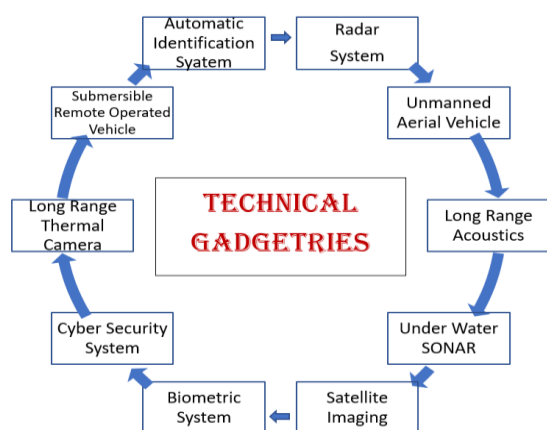 Automatic
Identification
Syatem
Radar
System
Unmanned
Aerial Vehicle
Long Range
Acoustics
Under Water
SONAR
Satellite
Imaging
Biometric
System
Cyber Security
System
Long Range
Thermal
Camera
Submersible
Remote Operated
Vehicle
TECHNICAL
GADGETRIES